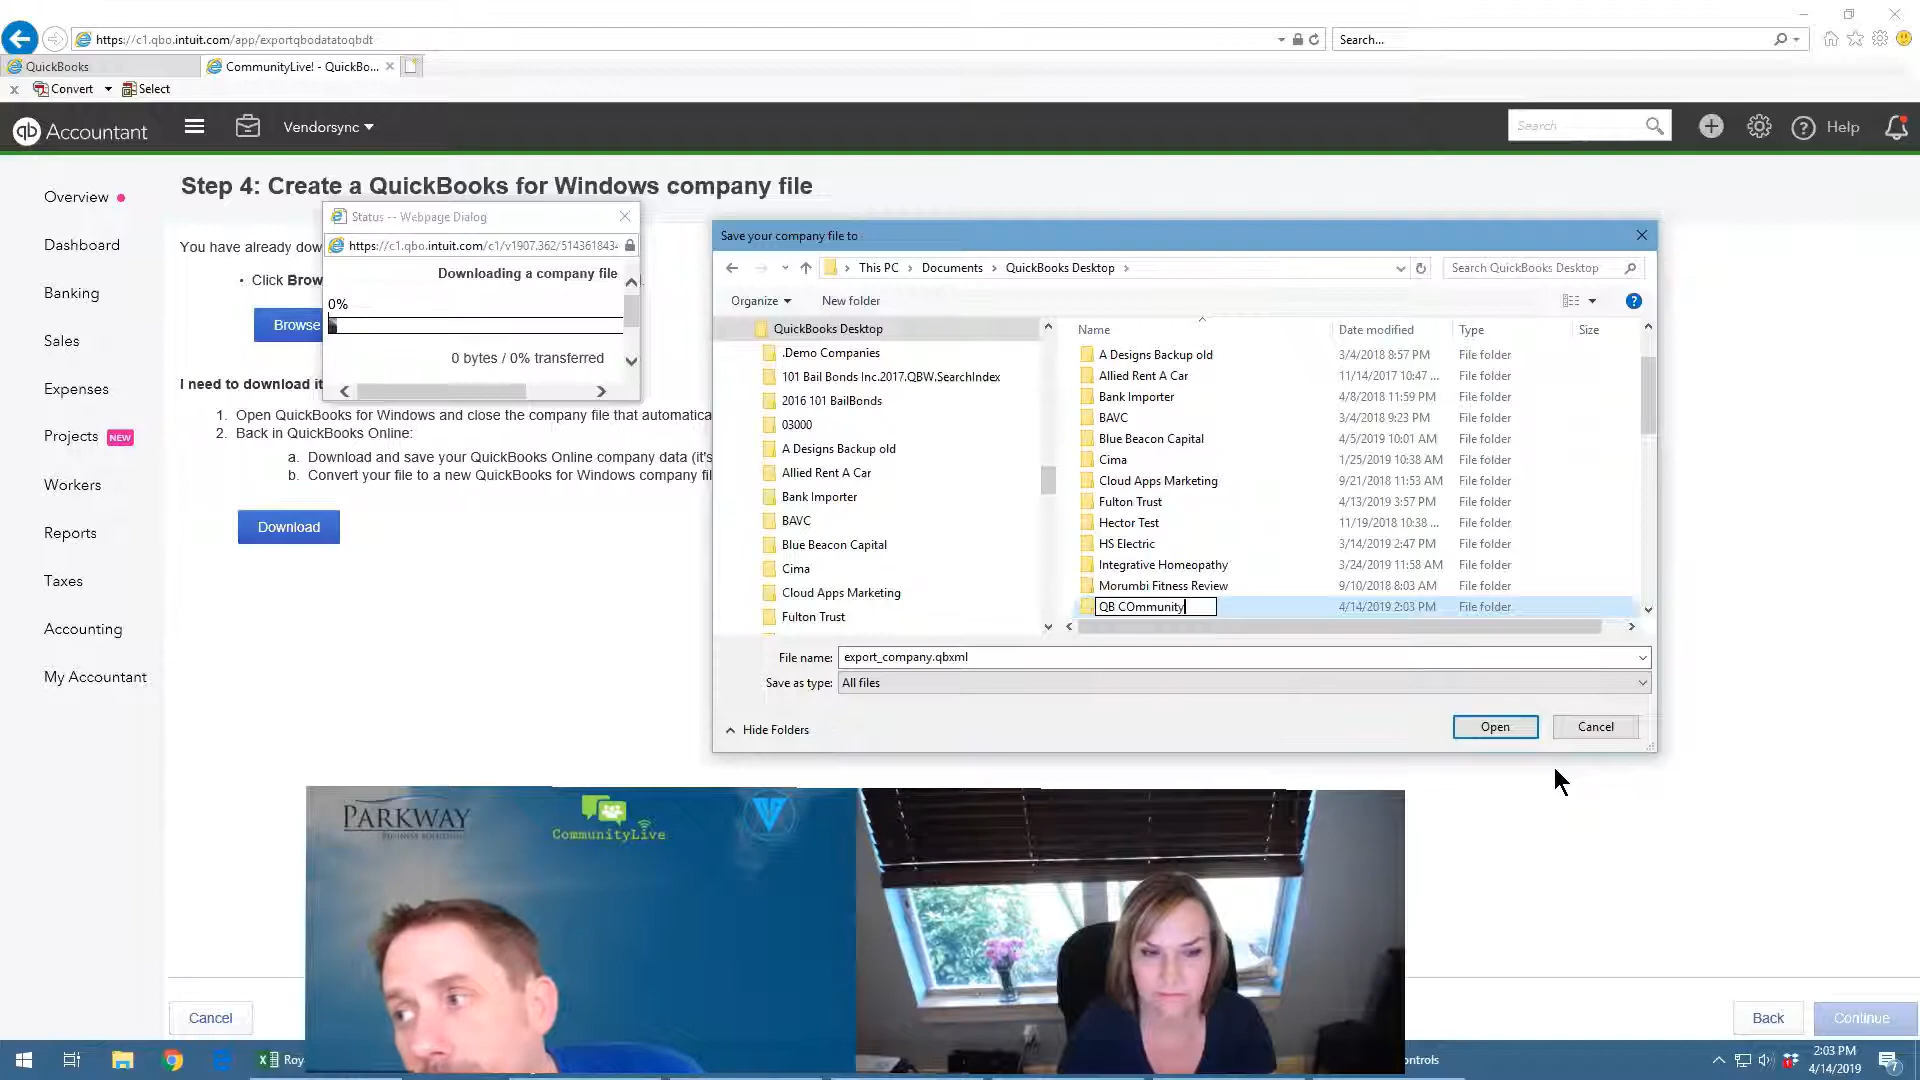 https://c1.qbo.intuit.com/app/exportqbodatatoqbdt
Search...
QuickBooks
CommunityLive! - QuickBo...
Convert
Select
qb Accountant
Vendorsync
Search
Help
Overview
Dashboard
Banking
Sales
Expenses
Projects NEW
Workers
Reports
Taxes
Accounting
My Accountant
Step 4: Create a QuickBooks for Windows company file
You have already dow
• Click Brow
Browse
I need to download it
1. Open QuickBooks for Windows and close the company file that automatica
2. Back in QuickBooks Online:
a. Download and save your QuickBooks Online company data (it's
b. Convert your file to a new QuickBooks for Windows company fil
Download
Status -- Webpage Dialog
https://c1.qbo.intuit.com/c1/v1907.362/5143618434
Downloading a company file
0%
0 bytes / 0% transferred
Save your company file to
This PC > Documents > QuickBooks Desktop >
Search QuickBooks Desktop
Organize
New folder
QuickBooks Desktop
.Demo Companies
101 Bail Bonds Inc.2017.QBW.SearchIndex
2016 101 BailBonds
03000
A Designs Backup old
Allied Rent A Car
Bank Importer
BAVC
Blue Beacon Capital
Cima
Cloud Apps Marketing
Fulton Trust
Name Date modified Type Size
A Designs Backup old 3/4/2018 8:57 PM File folder
Allied Rent A Car 11/14/2017 10:47 ... File folder
Bank Importer 4/8/2018 11:59 PM File folder
BAVC 3/4/2018 9:23 PM File folder
Blue Beacon Capital 4/5/2019 10:01 AM File folder
Cima 1/25/2019 10:38 AM File folder
Cloud Apps Marketing 9/21/2018 11:53 AM File folder
Fulton Trust 4/13/2019 3:57 PM File folder
Hector Test 11/19/2018 10:38 ... File folder
HS Electric 3/14/2019 2:47 PM File folder
Integrative Homeopathy 3/24/2019 11:58 AM File folder
Morumbi Fitness Review 9/10/2018 8:03 AM File folder
QB COmmunity 4/14/2019 2:03 PM File folder
File name: export_company.qbxml
Save as type: All files
Hide Folders
Open
Cancel
PARKWAY
BUSINESS SOLUTIONS
CommunityLive
Cancel
Back
Continue
Roy
ontrols
2:03 PM
4/14/2019
7